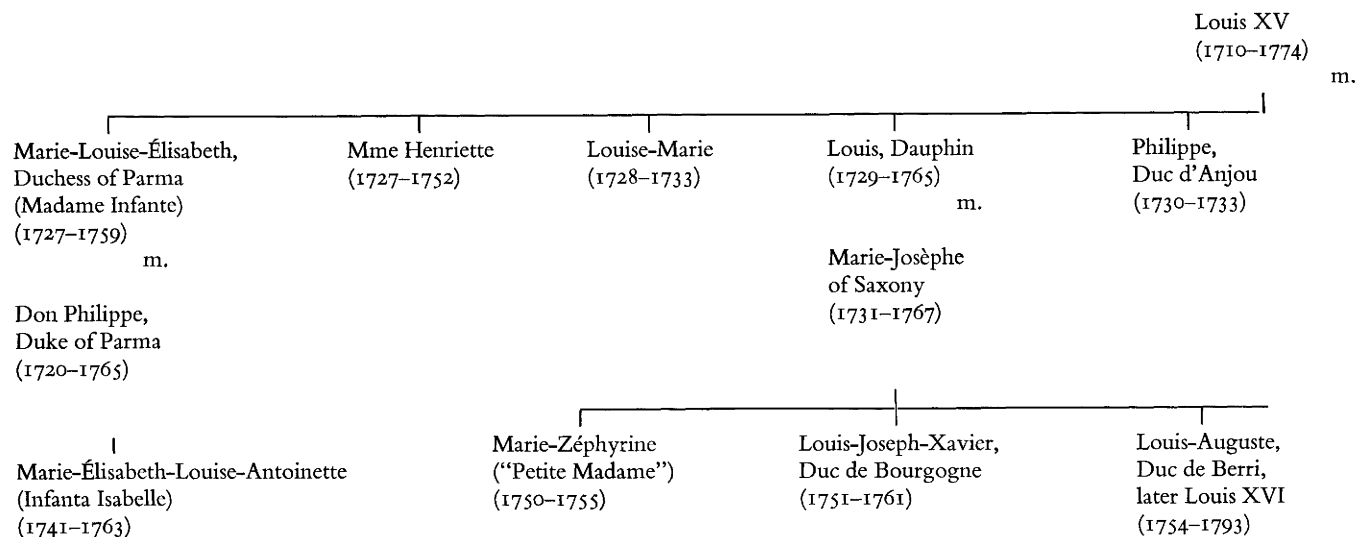 Louis XV
(1710–1774)
m.
Marie-Louise-Élisabeth,
Duchess of Parma
(Madame Infante)
(1727–1759)
m.
Don Philippe,
Duke of Parma
(1720–1765)
Mme Henriette
(1727–1752)
Louise-Marie
(1728–1733)
Louis, Dauphin
(1729–1765)
m.
Marie-Josèphe
of Saxony
(1731–1767)
Philippe,
Duc d'Anjou
(1730–1733)
Marie-Élisabeth-Louise-Antoinette
(Infanta Isabelle)
(1741–1763)
Marie-Zéphyrine
("Petite Madame")
(1750–1755)
Louis-Joseph-Xavier,
Duc de Bourgogne
(1751–1761)
Louis-Auguste,
Duc de Berri,
later Louis XVI
(1754–1793)